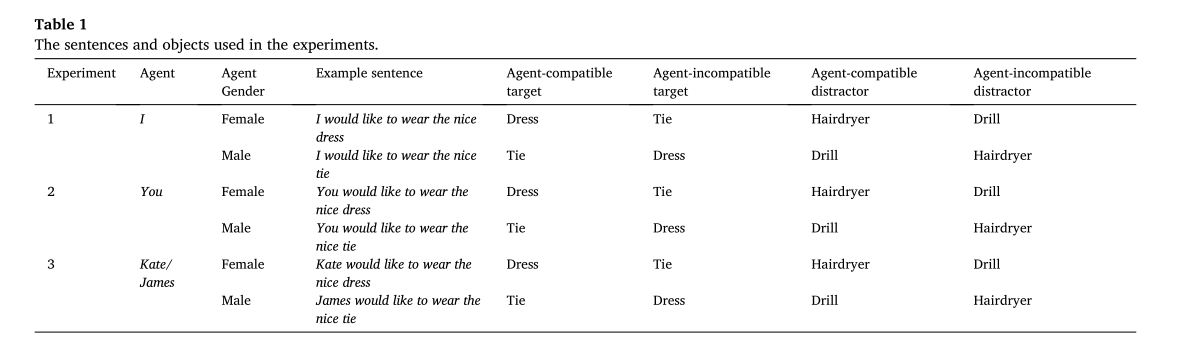 Table 1
The sentences and objects used in the experiments.
Experiment Agent Agent Gender Example sentence Agent-compatible target Agent-incompatible target Agent-compatible distractor Agent-incompatible distractor
1 I Female I would like to wear the nice dress Dress Tie Hairdryer Drill
Male I would like to wear the nice tie Tie Dress Drill Hairdryer
2 You Female You would like to wear the nice dress Dress Tie Hairdryer Drill
Male You would like to wear the nice tie Tie Dress Drill Hairdryer
3 Kate/ James Female Kate would like to wear the nice dress Dress Tie Hairdryer Drill
Male James would like to wear the nice tie Tie Dress Drill Hairdryer